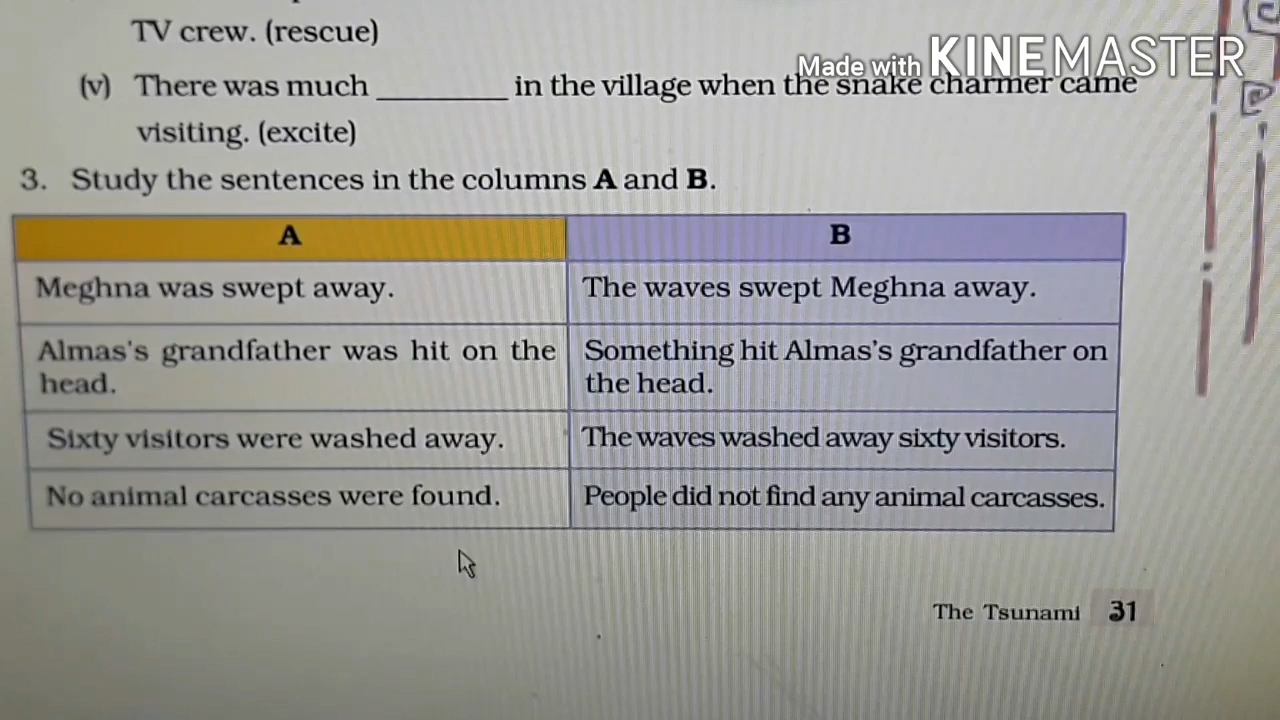 TV crew. (rescue)
Made with KINEMASTER
(v) There was much ________ in the village when the snake charmer came
visiting. (excite)
3. Study the sentences in the columns A and B.
A
B
Meghna was swept away.
The waves swept Meghna away.
Almas's grandfather was hit on the
head.
Something hit Almas's grandfather on
the head.
Sixty visitors were washed away.
The waves washed away sixty visitors.
No animal carcasses were found.
People did not find any animal carcasses.
The Tsunami 31